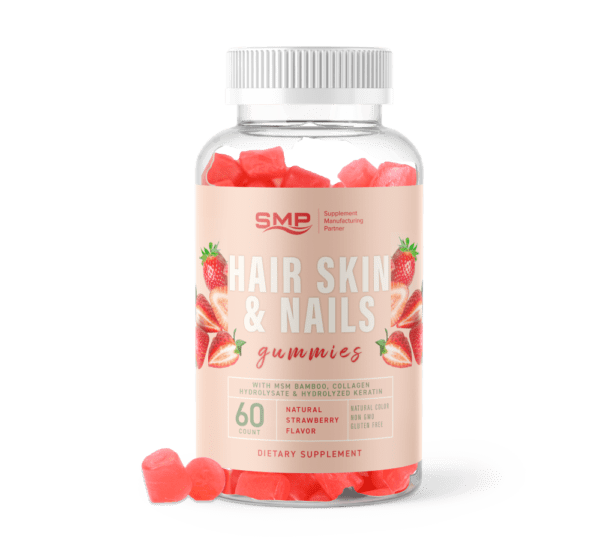 SMP
Supplement
Manufacturing
Partner
HAIR SKIN
& NAILS
gummies
WITH MSM BAMBOO, COLLAGEN
HYDROLYSATE & HYDROLYZED KERATIN
60
COUNT
NATURAL
STRAWBERRY
FLAVOR
NATURAL COLOR
NON GMO
GLUTEN FREE
DIETARY SUPPLEMENT